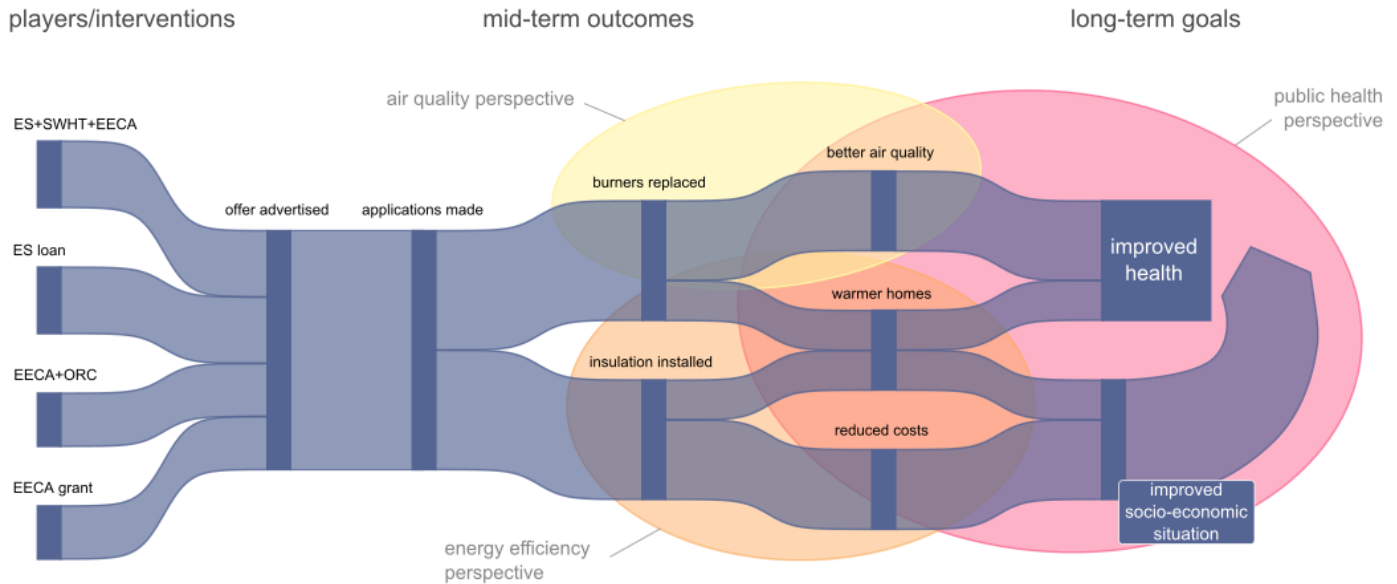 players/interventions
mid-term outcomes
long-term goals
air quality perspective
public health
perspective
ES+SWHT+EECA
better air quality
burners replaced
offer advertised
applications made
ES loan
improved
health
warmer homes
insulation installed
EECA+ORC
reduced costs
EECA grant
improved
socio-economic
situation
energy efficiency
perspective